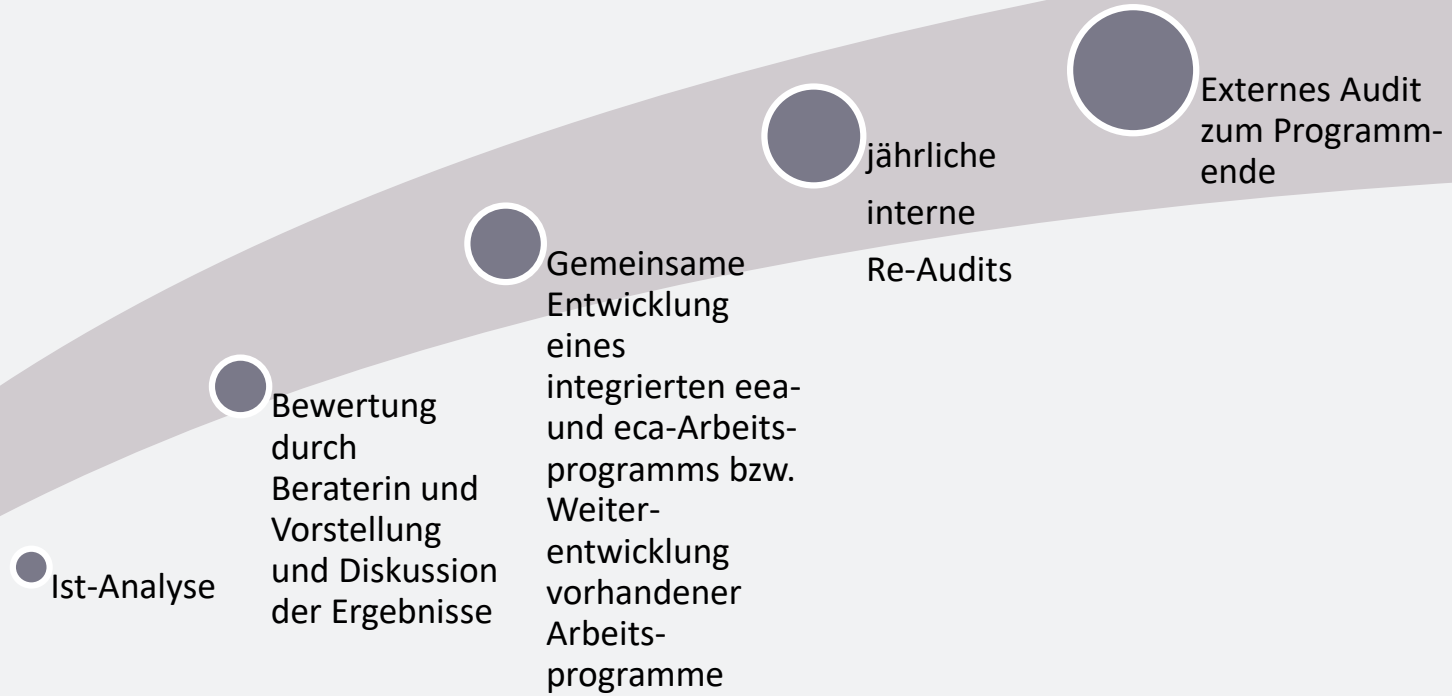 Ist-Analyse
Bewertung
durch
Beraterin und
Vorstellung
und Diskussion
der Ergebnisse
Gemeinsame
Entwicklung
eines
integrierten eea-
und eca-Arbeits-
programms bzw.
Weiter-
entwicklung
vorhandener
Arbeits-
programme
jährliche
interne
Re-Audits
Externes Audit
zum Programm-
ende